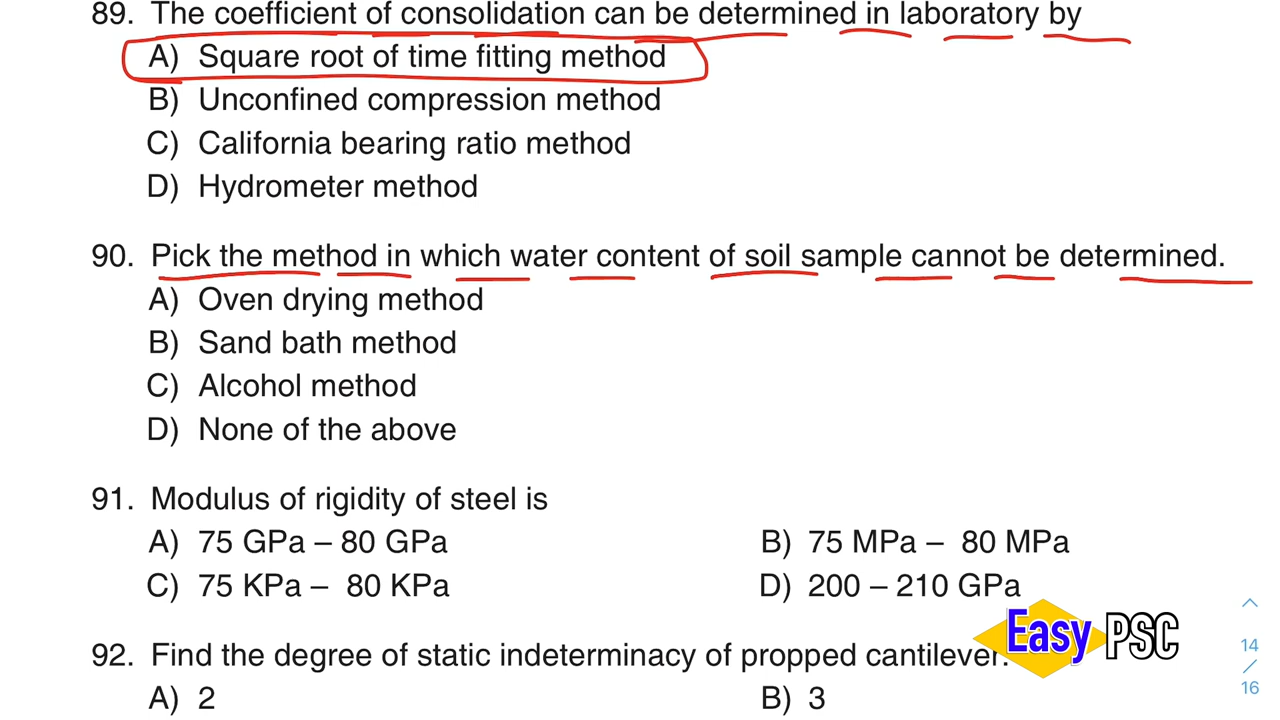 89. The coefficient of consolidation can be determined in laboratory by
A) Square root of time fitting method
B) Unconfined compression method
C) California bearing ratio method
D) Hydrometer method
90. Pick the method in which water content of soil sample cannot be determined.
A) Oven drying method
B) Sand bath method
C) Alcohol method
D) None of the above
91. Modulus of rigidity of steel is
A) 75 GPa – 80 GPa B) 75 MPa – 80 MPa
C) 75 KPa – 80 KPa D) 200 – 210 GPa
Easy PSC
14
/
16
92. Find the degree of static indeterminacy of propped cantilever.
A) 2 B) 3